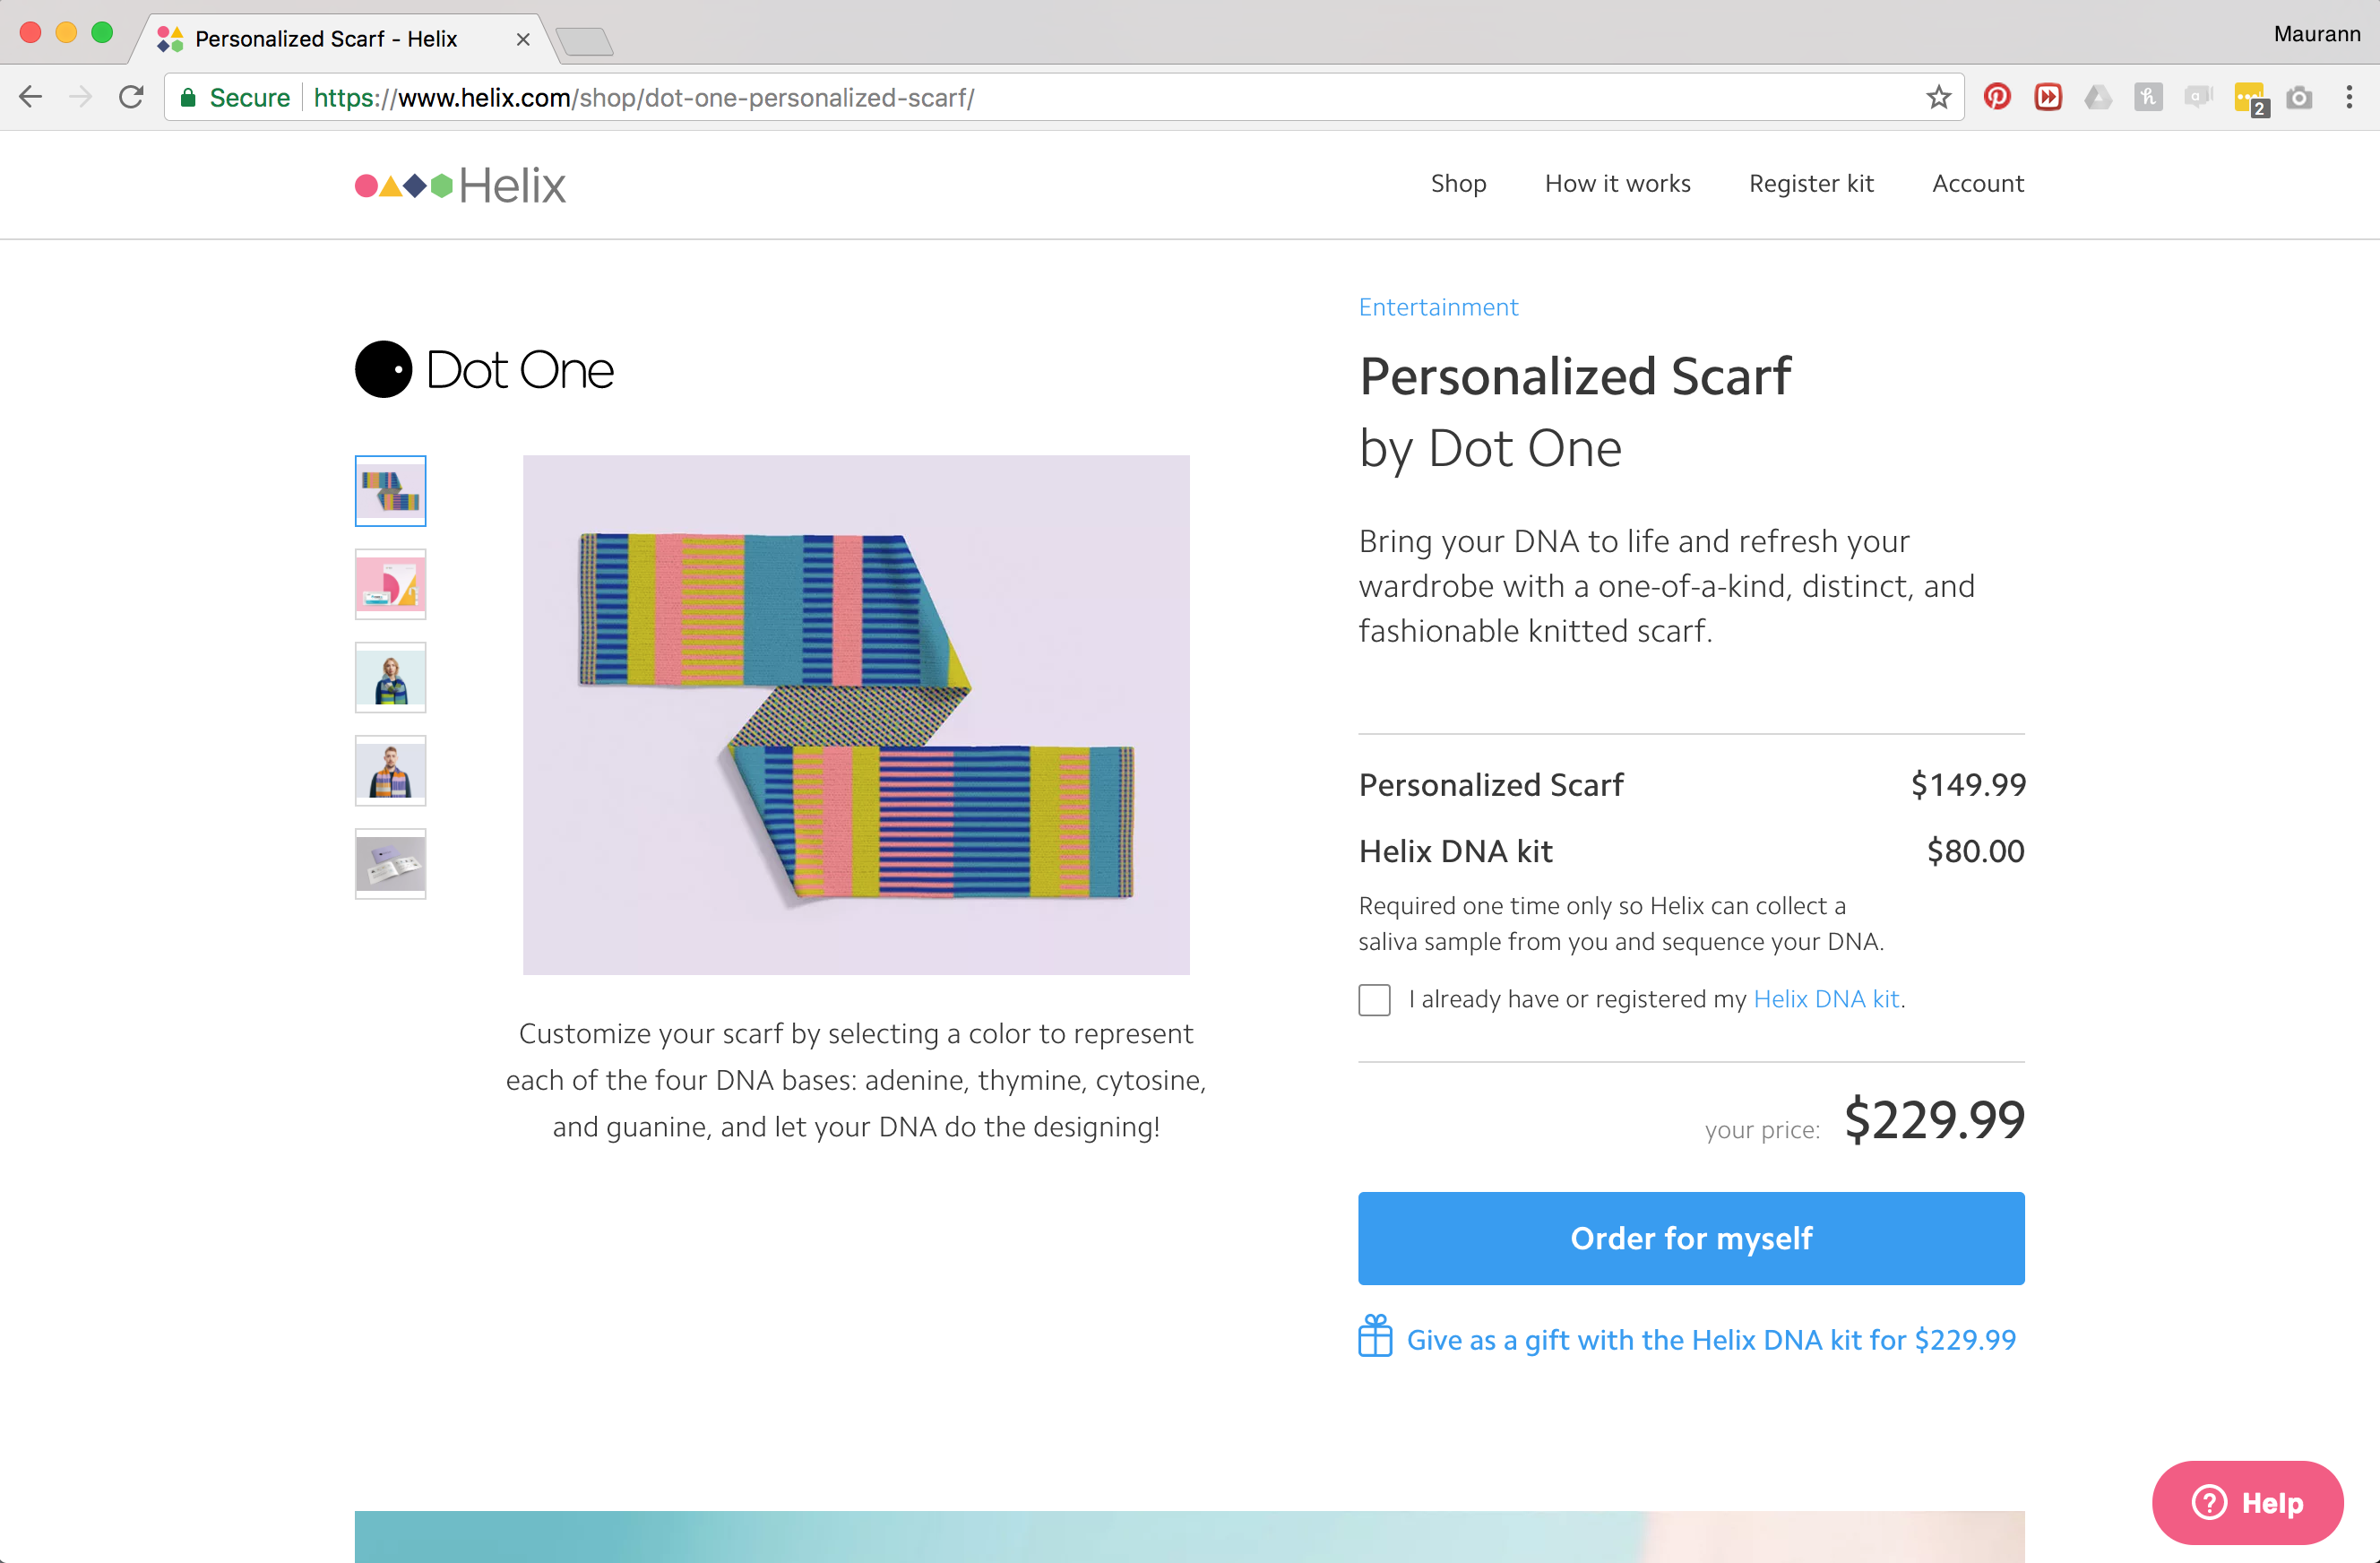 Personalized Scarf - Helix
Maurann
Secure
https://www.helix.com/shop/dot-one-personalized-scarf/
2
Helix
Shop
How it works
Register kit
Account
Dot One
Entertainment
Personalized Scarf
by Dot One
Bring your DNA to life and refresh your
wardrobe with a one-of-a-kind, distinct, and
fashionable knitted scarf.
Personalized Scarf $149.99
Helix DNA kit $80.00
Required one time only so Helix can collect a
saliva sample from you and sequence your DNA.
I already have or registered my Helix DNA kit.
Customize your scarf by selecting a color to represent
each of the four DNA bases: adenine, thymine, cytosine,
and guanine, and let your DNA do the designing!
your price: $229.99
Order for myself
Give as a gift with the Helix DNA kit for $229.99
? Help